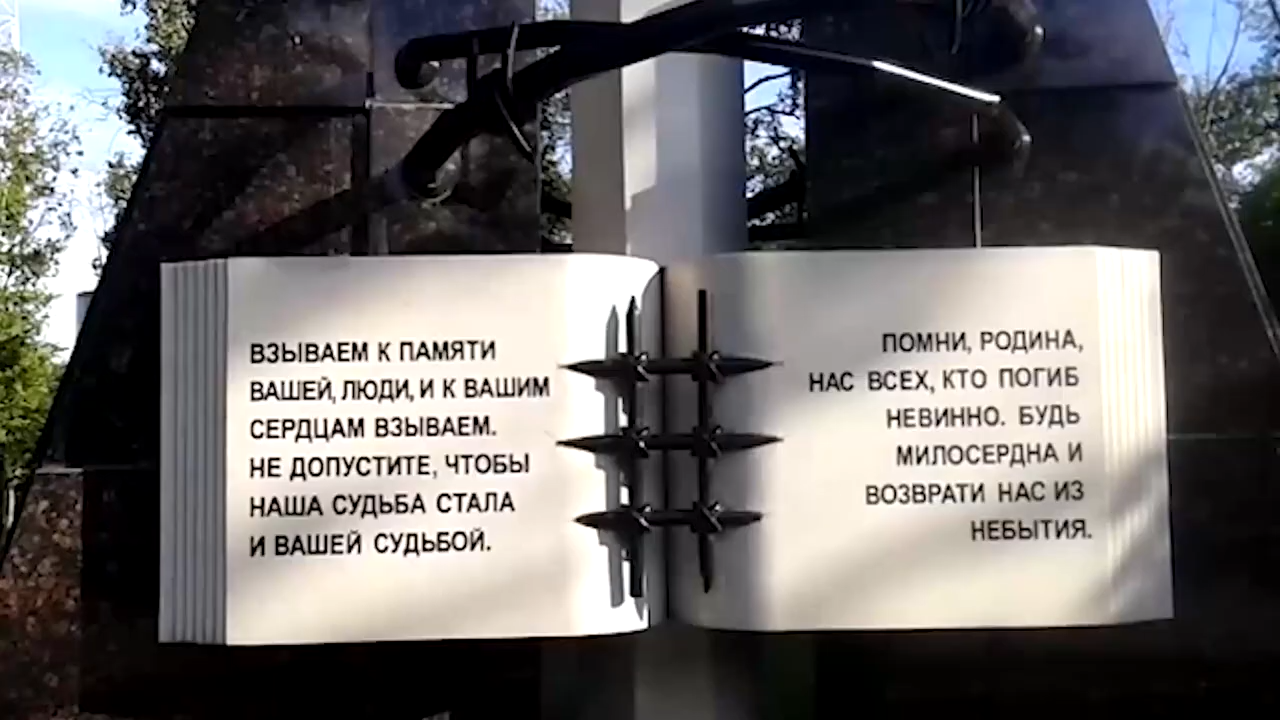 ВЗЫВАЕМ К ПАМЯТИ
ВАШЕЙ, ЛЮДИ, И К ВАШИМ
СЕРДЦАМ ВЗЫВАЕМ.
НЕ ДОПУСТИТЕ, ЧТОБЫ
НАША СУДЬБА СТАЛА
И ВАШЕЙ СУДЬБОЙ.
ПОМНИ, РОДИНА,
НАС ВСЕХ, КТО ПОГИБ
НЕВИННО. БУДЬ
МИЛОСЕРДНА И
ВОЗВРАТИ НАС ИЗ
НЕБЫТИЯ.